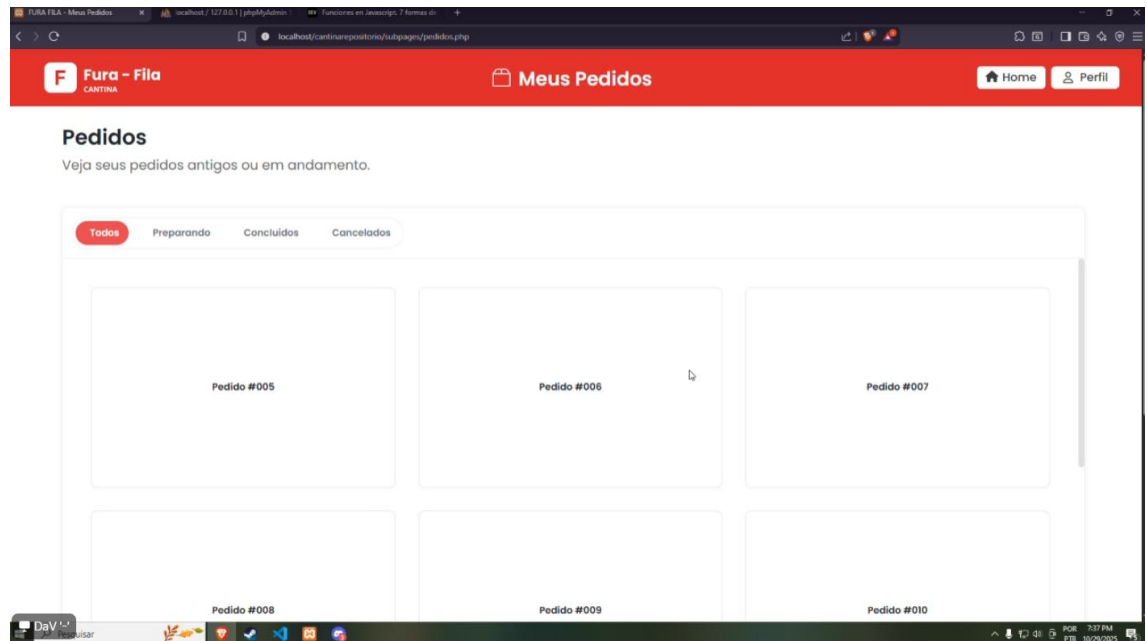 FURA FILA - Meus Pedidos
localhost / 127.0.0.1 | phpMyAdmin
DEV Funciones en Javascript. 7 formas de
localhost/cantinarepositorio/subpages/pedidos.php
F Fura - Fila
CANTINA
Meus Pedidos
Home
Perfil
Pedidos
Veja seus pedidos antigos ou em andamento.
Todos
Preparando
Concluídos
Cancelados
Pedido #005
Pedido #006
Pedido #007
Pedido #008
Pedido #009
Pedido #010
DaV
Pesquisar
POR
PTB
7:37 PM
10/29/2025